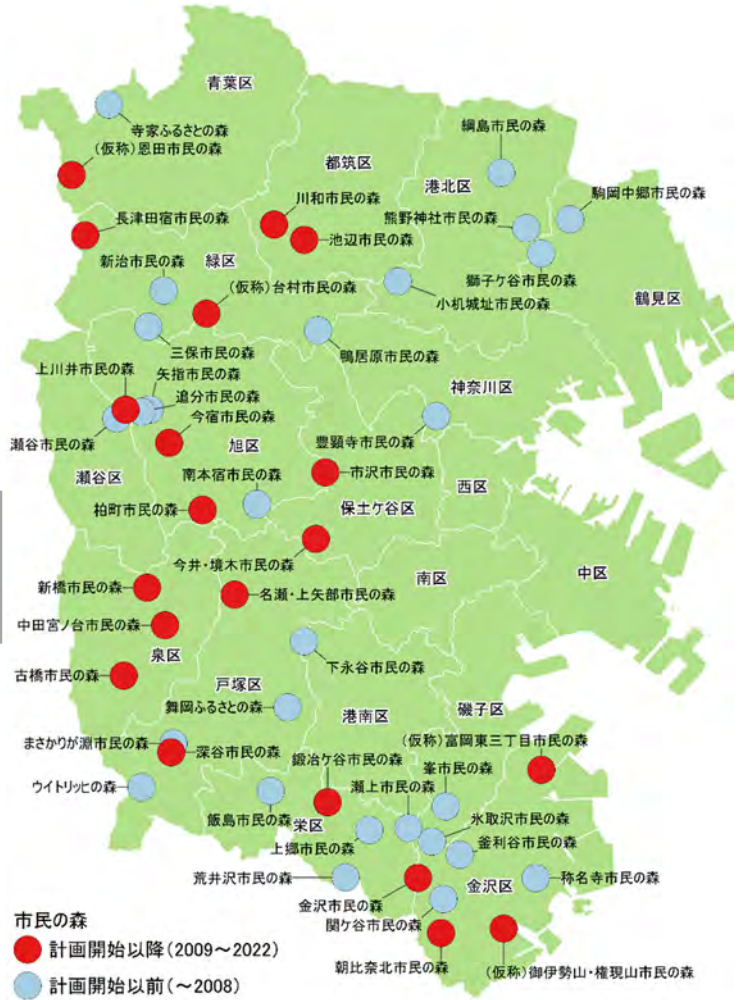 青葉区
寺家ふるさとの森
(仮称)恩田市民の森
都筑区
綱島市民の森
港北区
駒岡中郷市民の森
川和市民の森
熊野神社市民の森
長津田宿市民の森
池辺市民の森
獅子ケ谷市民の森
新治市民の森
緑区
(仮称)台村市民の森
小机城址市民の森
鶴見区
三保市民の森
鴨居原市民の森
上川井市民の森
矢指市民の森
神奈川区
追分市民の森
今宿市民の森
豊顕寺市民の森
瀬谷市民の森
旭区
瀬谷区
南本宿市民の森
市沢市民の森
西区
柏町市民の森
保土ケ谷区
今井・境木市民の森
中区
南区
新橋市民の森
名瀬・上矢部市民の森
中田宮ノ台市民の森
泉区
下永谷市民の森
古橋市民の森
戸塚区
舞岡ふるさとの森
港南区
磯子区
まさかりが淵市民の森
深谷市民の森
(仮称)富岡東三丁目市民の森
鍛冶ケ谷市民の森
峯市民の森
瀬上市民の森
ウイトリッヒの森
飯島市民の森
栄区
氷取沢市民の森
上郷市民の森
釜利谷市民の森
荒井沢市民の森
金沢区
称名寺市民の森
金沢市民の森
関ケ谷市民の森
朝比奈北市民の森
(仮称)御伊勢山・権現山市民の森
市民の森
計画開始以降(2009～2022)
計画開始以前(～2008)